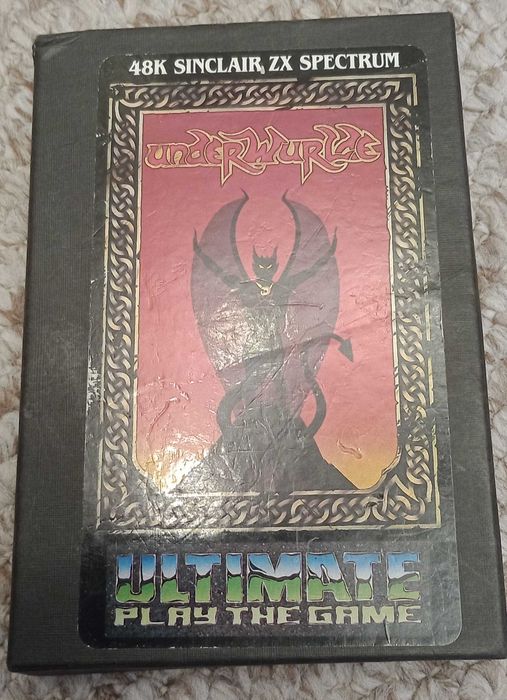 48K SINCLAIR ZX SPECTRUM
underwurlde
ULTIMATE
PLAY THE GAME